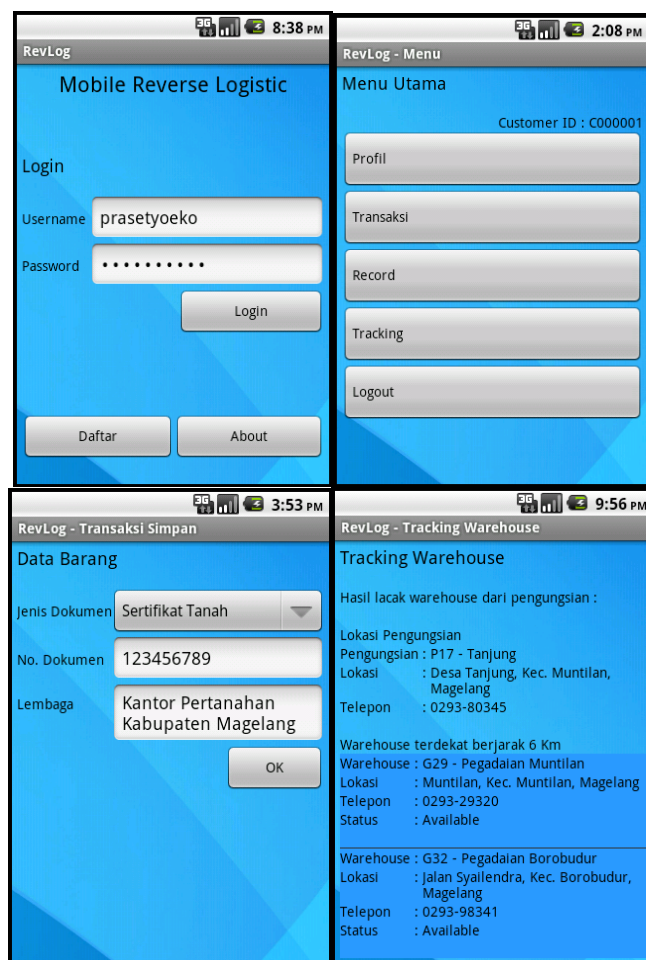 3G 8:38 PM
RevLog
Mobile Reverse Logistic
Login
Username prasetyoeko
Password ••••••••••
Login
Daftar About
3G 2:08 PM
RevLog - Menu
Menu Utama
Customer ID : C000001
Profil
Transaksi
Record
Tracking
Logout
3G 3:53 PM
RevLog - Transaksi Simpan
Data Barang
Jenis Dokumen Sertifikat Tanah
No. Dokumen 123456789
Lembaga Kantor Pertanahan
Kabupaten Magelang
OK
3G 9:56 PM
RevLog - Tracking Warehouse
Tracking Warehouse
Hasil lacak warehouse dari pengungsian :
Lokasi Pengungsian
Pengungsian : P17 - Tanjung
Lokasi : Desa Tanjung, Kec. Muntilan,
Magelang
Telepon : 0293-80345
Warehouse terdekat berjarak 6 Km
Warehouse : G29 - Pegadaian Muntilan
Lokasi : Muntilan, Kec. Muntilan, Magelang
Telepon : 0293-29320
Status : Available
Warehouse : G32 - Pegadaian Borobudur
Lokasi : Jalan Syailendra, Kec. Borobudur,
Magelang
Telepon : 0293-98341
Status : Available